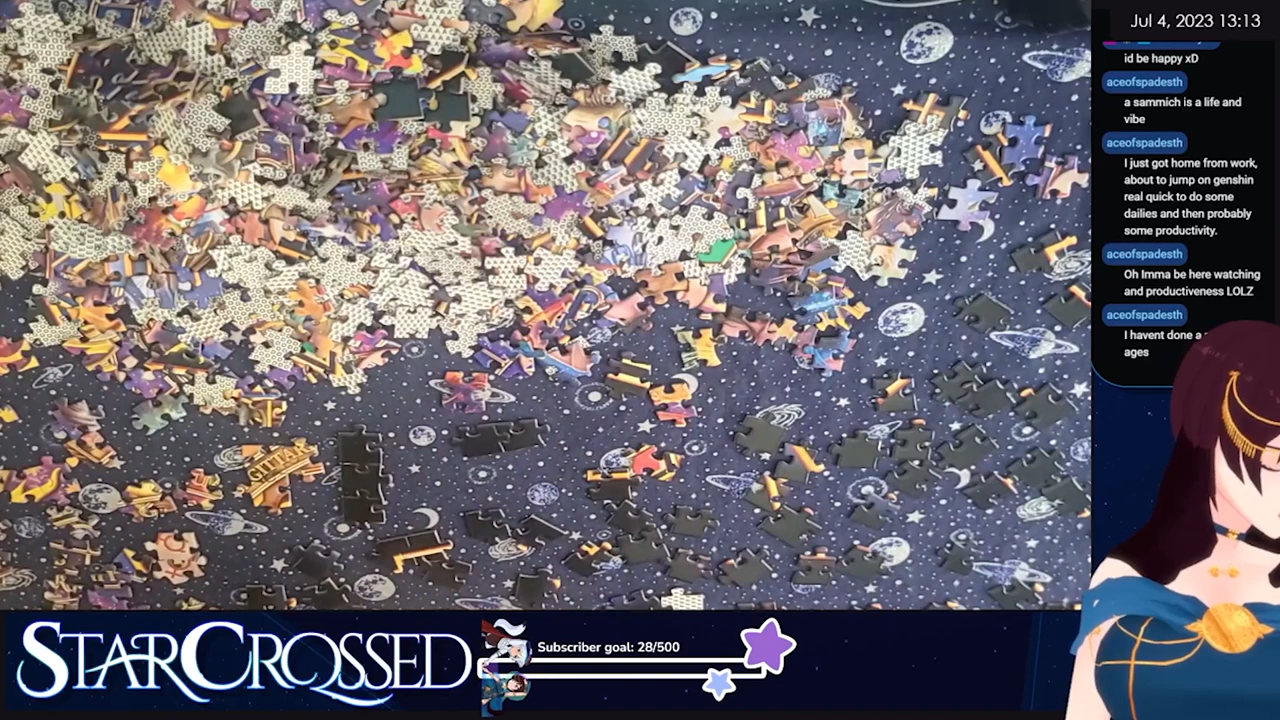 Jul 4, 2023 13:13
id be happy xD
aceofspadesth
a sammich is a life and
vibe
aceofspadesth
I just got home from work,
about to jump on genshin
real quick to do some
dailies and then probably
some productivity.
aceofspadesth
Oh Imma be here watching
and productiveness LOLZ
aceofspadesth
I havent done a
ages
STARCROSSED
Subscriber goal: 28/500